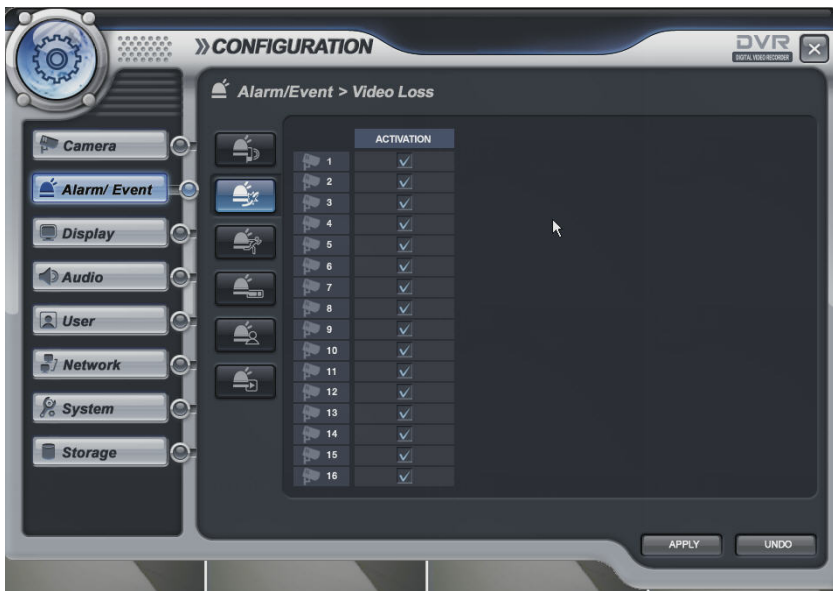 CONFIGURATION
DVR
DIGITAL VIDEO RECORDER
Alarm/Event > Video Loss
Camera
Alarm/ Event
Display
Audio
User
Network
System
Storage
ACTIVATION
1
2
3
4
5
6
7
8
9
10
11
12
13
14
15
16
APPLY
UNDO